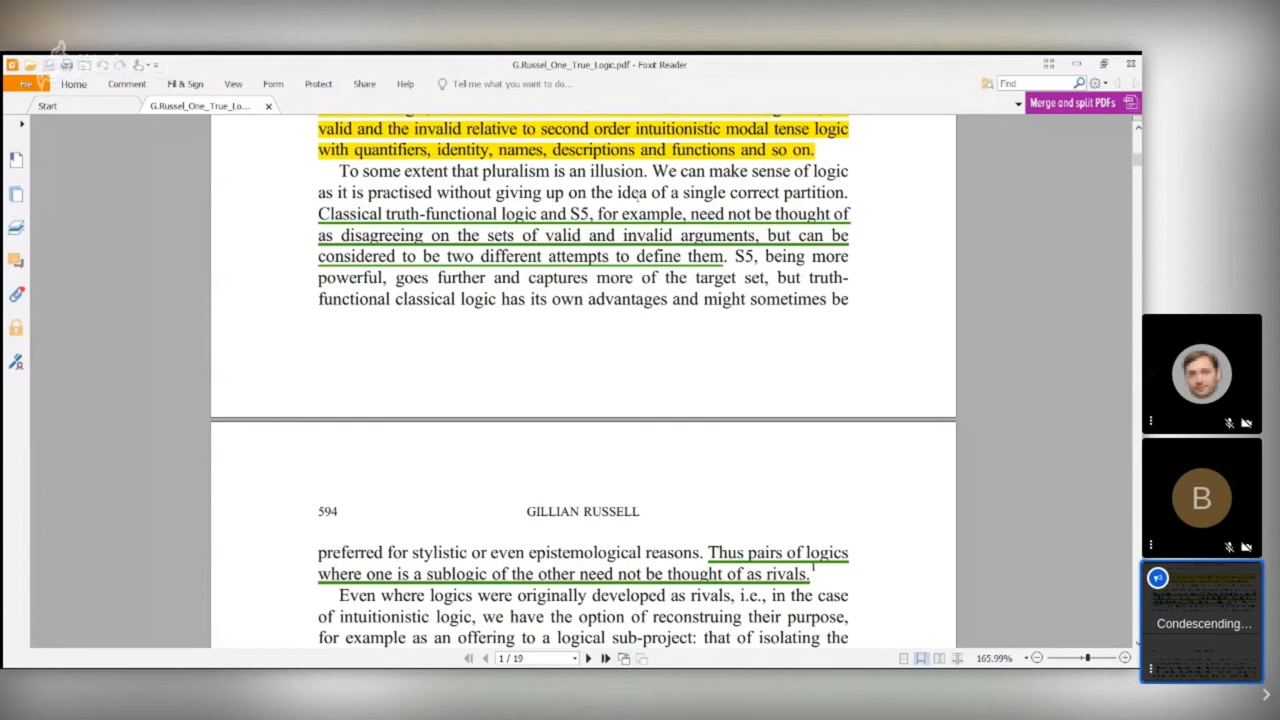 G.Russel_One_True_Logic.pdf - Foxit Reader
File Home Comment Fill & Sign View Form Protect Share Help Tell me what you want to do... Find
Start G.Russel_One_True_Lo... Merge and split PDFs
valid and the invalid relative to second order intuitionistic modal tense logic
with quantifiers, identity, names, descriptions and functions and so on.
To some extent that pluralism is an illusion. We can make sense of logic
as it is practised without giving up on the idea of a single correct partition.
Classical truth-functional logic and S5, for example, need not be thought of
as disagreeing on the sets of valid and invalid arguments, but can be
considered to be two different attempts to define them. S5, being more
powerful, goes further and captures more of the target set, but truth-
functional classical logic has its own advantages and might sometimes be
594 GILLIAN RUSSELL
preferred for stylistic or even epistemological reasons. Thus pairs of logics
where one is a sublogic of the other need not be thought of as rivals.1
Even where logics were originally developed as rivals, i.e., in the case
of intuitionistic logic, we have the option of reconstruing their purpose,
for example as an offering to a logical sub-project: that of isolating the
1 / 19 165.99%
B
Condescending...